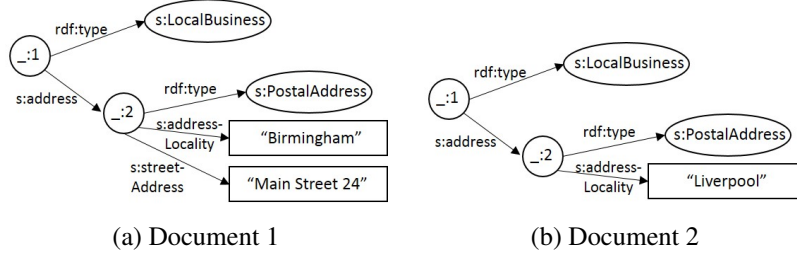 s:LocalBusiness
rdf:type
_:1
s:address
_:2
rdf:type
s:PostalAddress
s:address-
Locality
"Birmingham"
s:street-
Address
"Main Street 24"
(a) Document 1
s:LocalBusiness
rdf:type
_:1
s:address
_:2
rdf:type
s:PostalAddress
s:address-
Locality
"Liverpool"
(b) Document 2